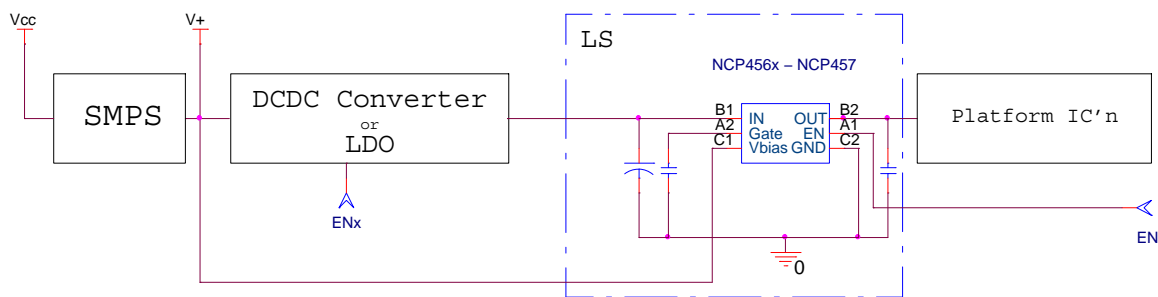 Vcc
V+
LS
NCP456x – NCP457
SMPS
DCDC Converter
or
LDO
B1
A2
C1
IN
Gate
Vbias
OUT
EN
GND
B2
A1
C2
Platform IC'n
ENx
EN
0